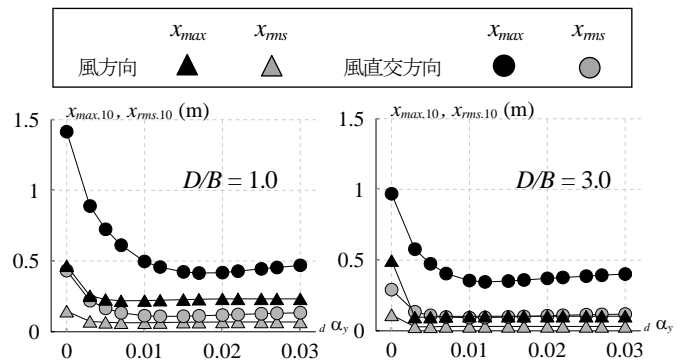 x_max x_rms x_max x_rms
風方向 風直交方向
x_max,10, x_rms,10 (m)
1.5
1
0.5
0
D/B = 1.0
0 0.01 0.02 0.03
d α_y
x_max,10, x_rms,10 (m)
1.5
1
0.5
0
D/B = 3.0
0 0.01 0.02 0.03
d α_y